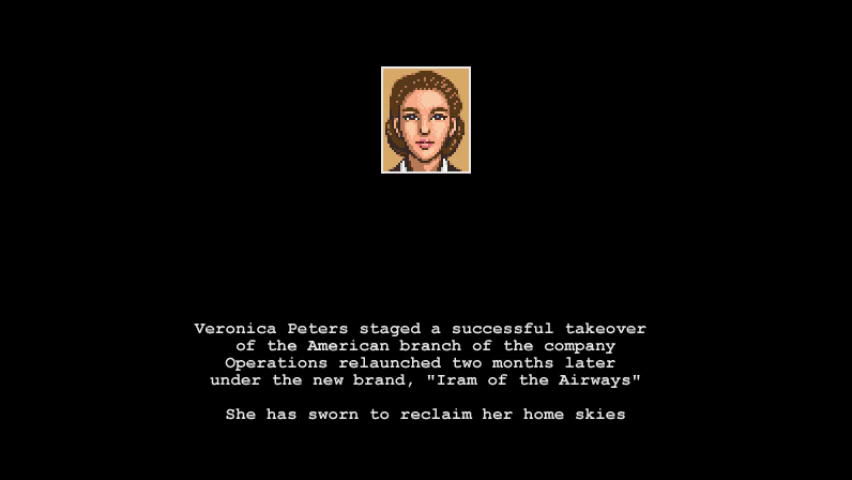 Veronica Peters staged a successful takeover
of the American branch of the company
Operations relaunched two months later
under the new brand, "Iram of the Airways"
She has sworn to reclaim her home skies